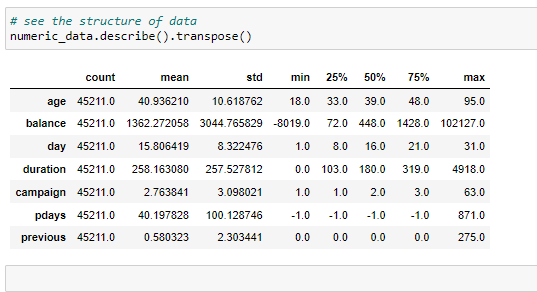 # see the structure of data
numeric_data.describe().transpose()
count mean std min 25% 50% 75% max
age 45211.0 40.936210 10.618762 18.0 33.0 39.0 48.0 95.0
balance 45211.0 1362.272058 3044.765829 -8019.0 72.0 448.0 1428.0 102127.0
day 45211.0 15.806419 8.322476 1.0 8.0 16.0 21.0 31.0
duration 45211.0 258.163080 257.527812 0.0 103.0 180.0 319.0 4918.0
campaign 45211.0 2.763841 3.098021 1.0 1.0 2.0 3.0 63.0
pdays 45211.0 40.197828 100.128746 -1.0 -1.0 -1.0 -1.0 871.0
previous 45211.0 0.580323 2.303441 0.0 0.0 0.0 0.0 275.0